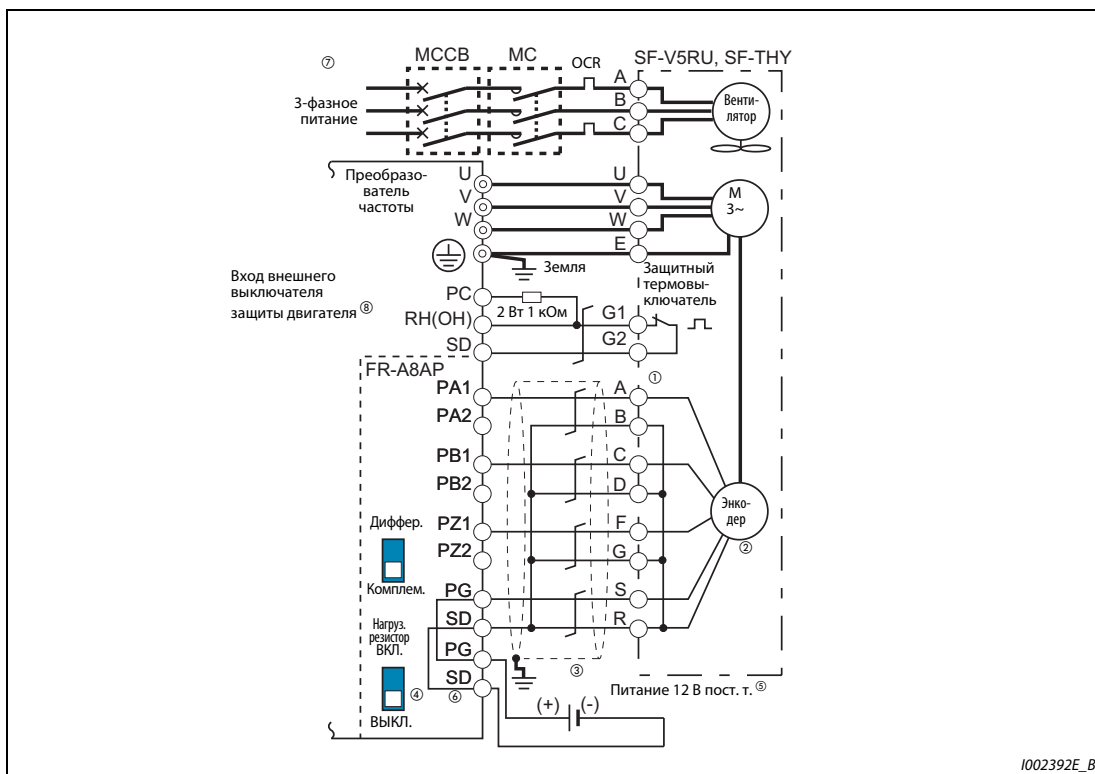 ⑦
MCCB
MC
OCR
SF-V5RU, SF-THY
3-фазное
питание
A
B
C
Венти-
лятор
Преобразо-
ватель
частоты
U
V
W
U
V
W
E
M
3~
Земля
Вход внешнего
выключателя
защиты двигателя ⑧
PC
RH(OH)
SD
2 Вт 1 кОм
G1
G2
Защитный
термовы-
ключатель
FR-A8AP
①
PA1
PA2
PB1
PB2
PZ1
PZ2
PG
SD
PG
SD
A
B
C
D
F
G
S
R
Энко-
дер
②
Диффер.
Комплем.
Нагруз.
резистор
ВКЛ.
④
ВЫКЛ.
⑥
③
Питание 12 В пост. т. ⑤
(+)
(-)
I002392E_B